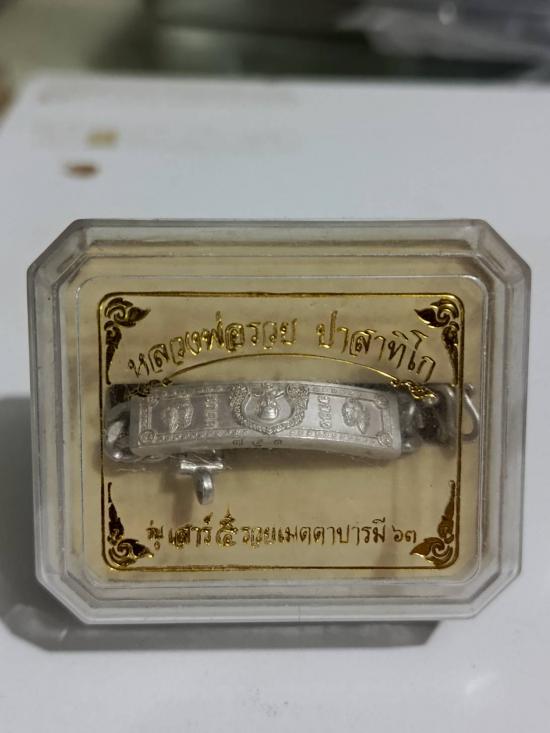 หลวงพ่อรวย ปาสาทิโก
รุ่น เสาร์ ๕ รวยเมตตาบารมี ๖๓